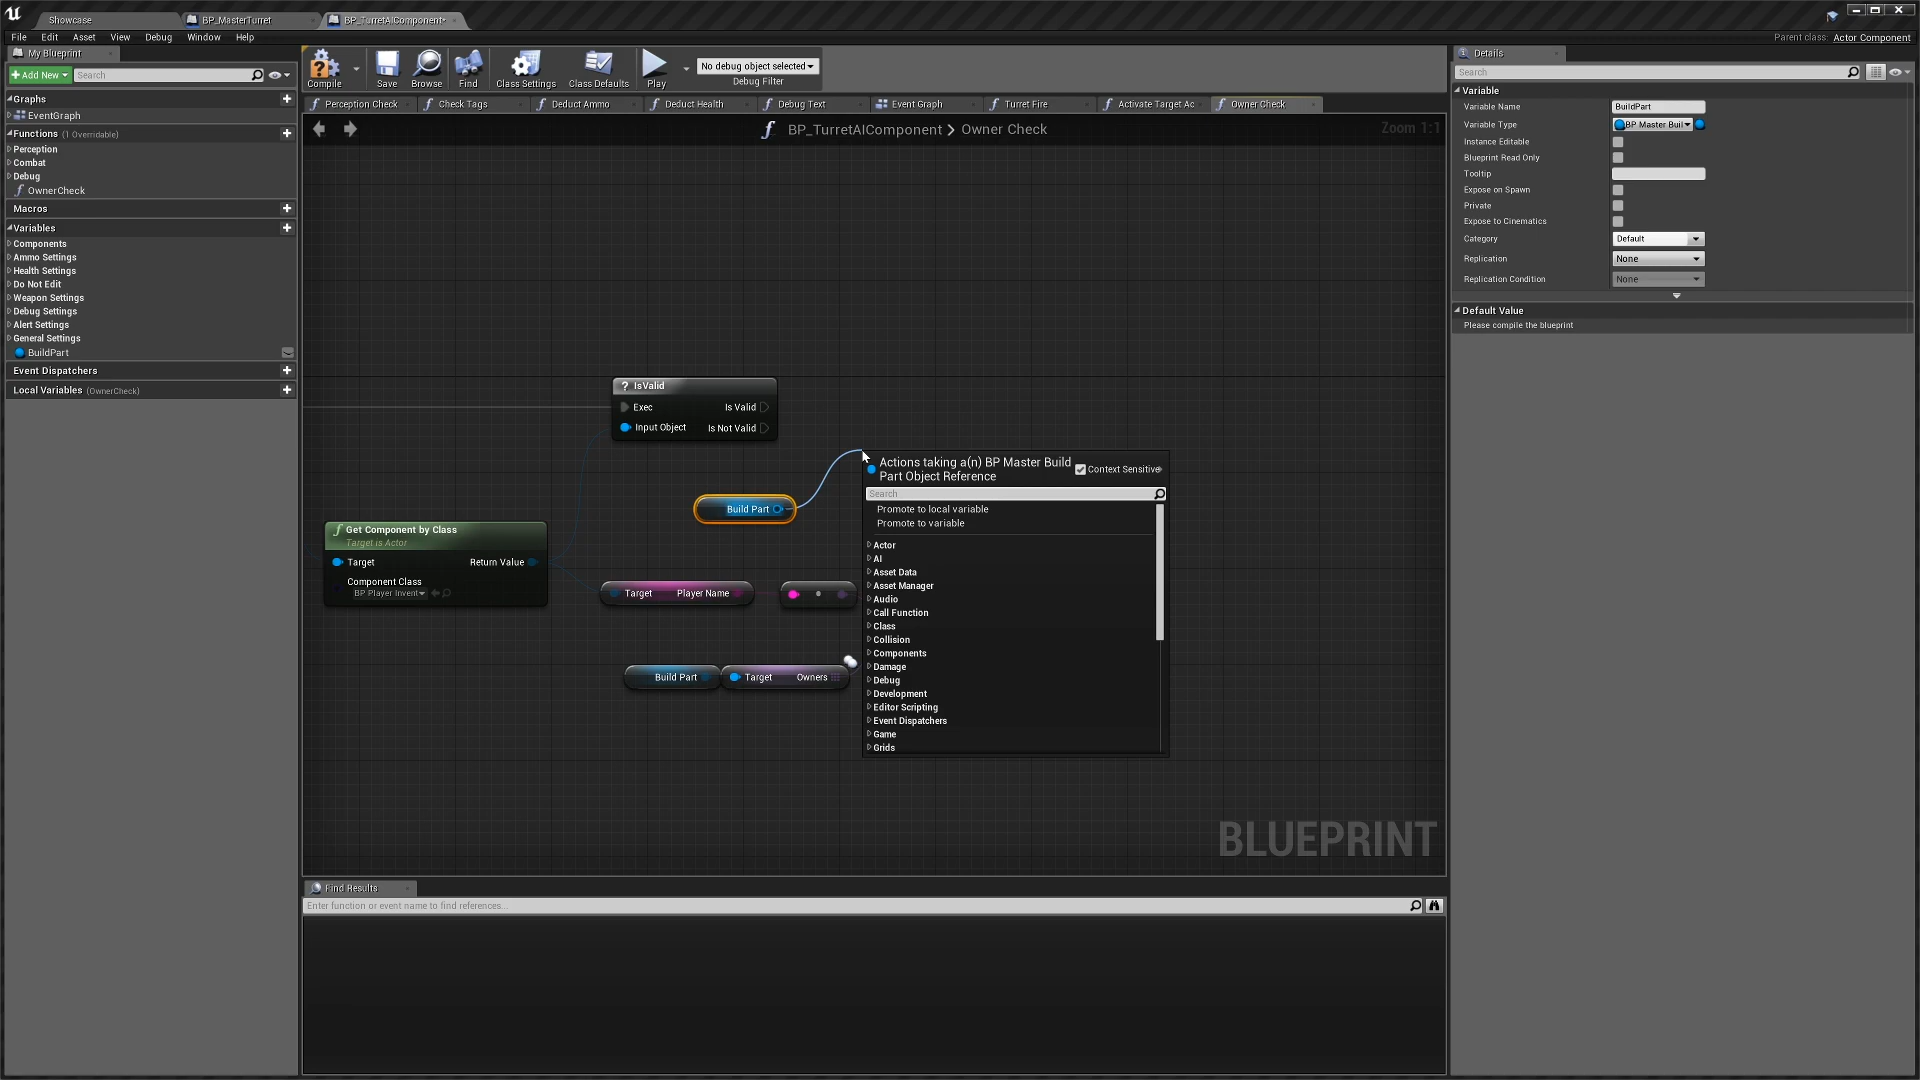 Showcase
BP_MasterTurret
BP_TurretAIComponent*
File Edit Asset View Debug Window Help
Parent class: Actor Component
My Blueprint
Add New
Search
Graphs
EventGraph
Functions (1 Overridable)
Perception
Combat
Debug
OwnerCheck
Macros
Variables
Components
Ammo Settings
Health Settings
Do Not Edit
Weapon Settings
Debug Settings
Alert Settings
General Settings
BuildPart
Event Dispatchers
Local Variables (OwnerCheck)
Compile Save Browse Find Class Settings Class Defaults Play
No debug object selected
Debug Filter
Perception Check Check Tags Deduct Ammo Deduct Health Debug Text Event Graph Turret Fire Activate Target Ac Owner Check
BP_TurretAIComponent > Owner Check
Zoom 1:1
? IsValid
Exec Is Valid
Input Object Is Not Valid
Build Part
f Get Component by Class
Target is Actor
Target Return Value
Component Class
BP Player Invent
Target Player Name
Build Part
Target Owners
Actions taking a(n) BP Master Build
Part Object Reference
Context Sensitive
Search
Promote to local variable
Promote to variable
Actor
AI
Asset Data
Asset Manager
Audio
Call Function
Class
Collision
Components
Damage
Debug
Development
Editor Scripting
Event Dispatchers
Game
Grids
BLUEPRINT
Find Results
Enter function or event name to find references...
Details
Search
Variable
Variable Name BuildPart
Variable Type BP Master Buil
Instance Editable
Blueprint Read Only
Tooltip
Expose on Spawn
Private
Expose to Cinematics
Category Default
Replication None
Replication Condition None
Default Value
Please compile the blueprint